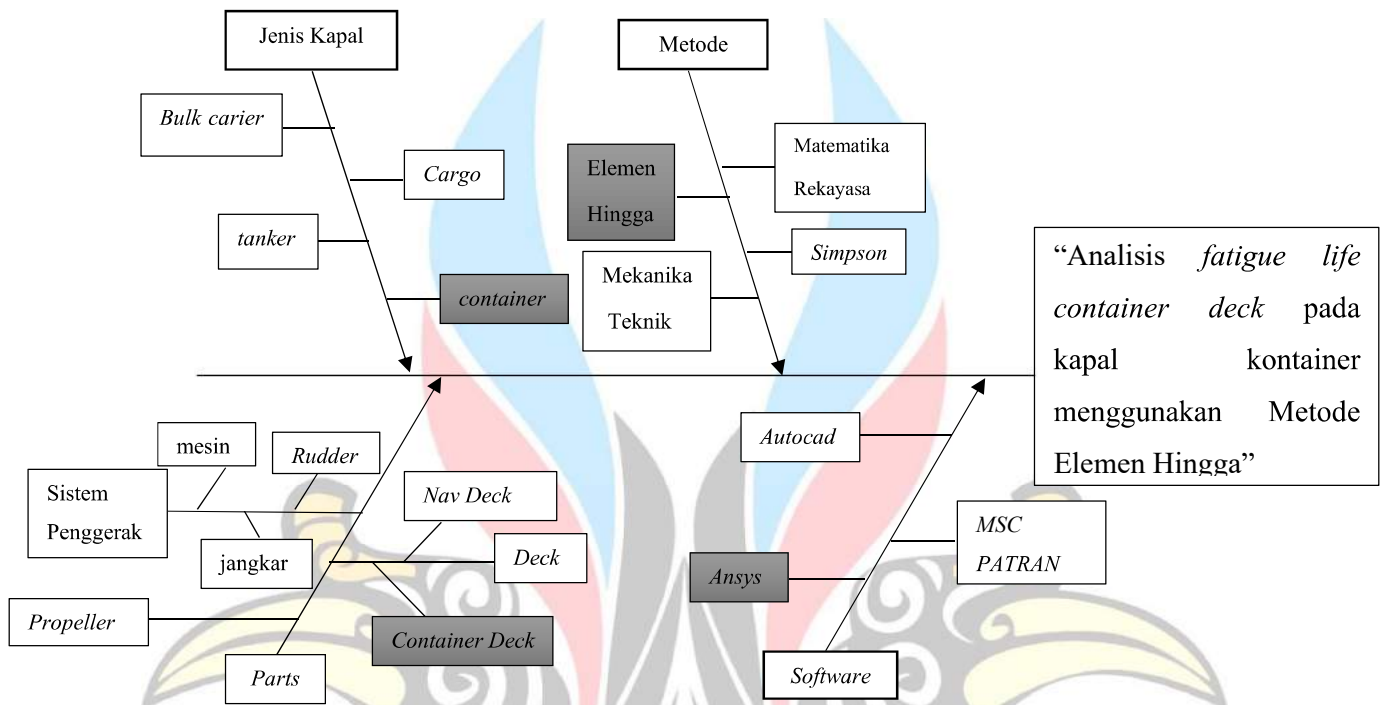 Jenis Kapal
Metode
Bulk carier
Cargo
tanker
container
Elemen
Hingga
Matematika
Rekayasa
Simpson
Mekanika
Teknik
“Analisis fatigue life
container deck pada
kapal kontainer
menggunakan Metode
Elemen Hingga”
mesin
Rudder
Sistem
Penggerak
jangkar
Nav Deck
Deck
Propeller
Container Deck
Parts
Autocad
MSC
PATRAN
Ansys
Software